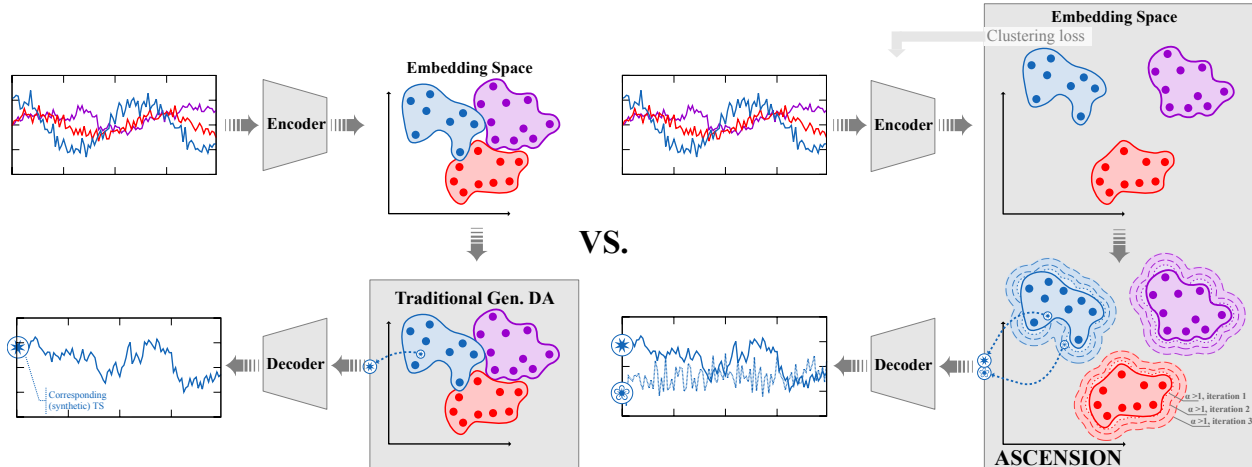 Embedding Space
Clustering loss
Embedding Space
Encoder
Encoder
VS.
Traditional Gen. DA
Decoder
Decoder
Corresponding
(synthetic) TS
α >1, iteration 1
α >1, iteration 2
α >1, iteration 3
ASCENSION